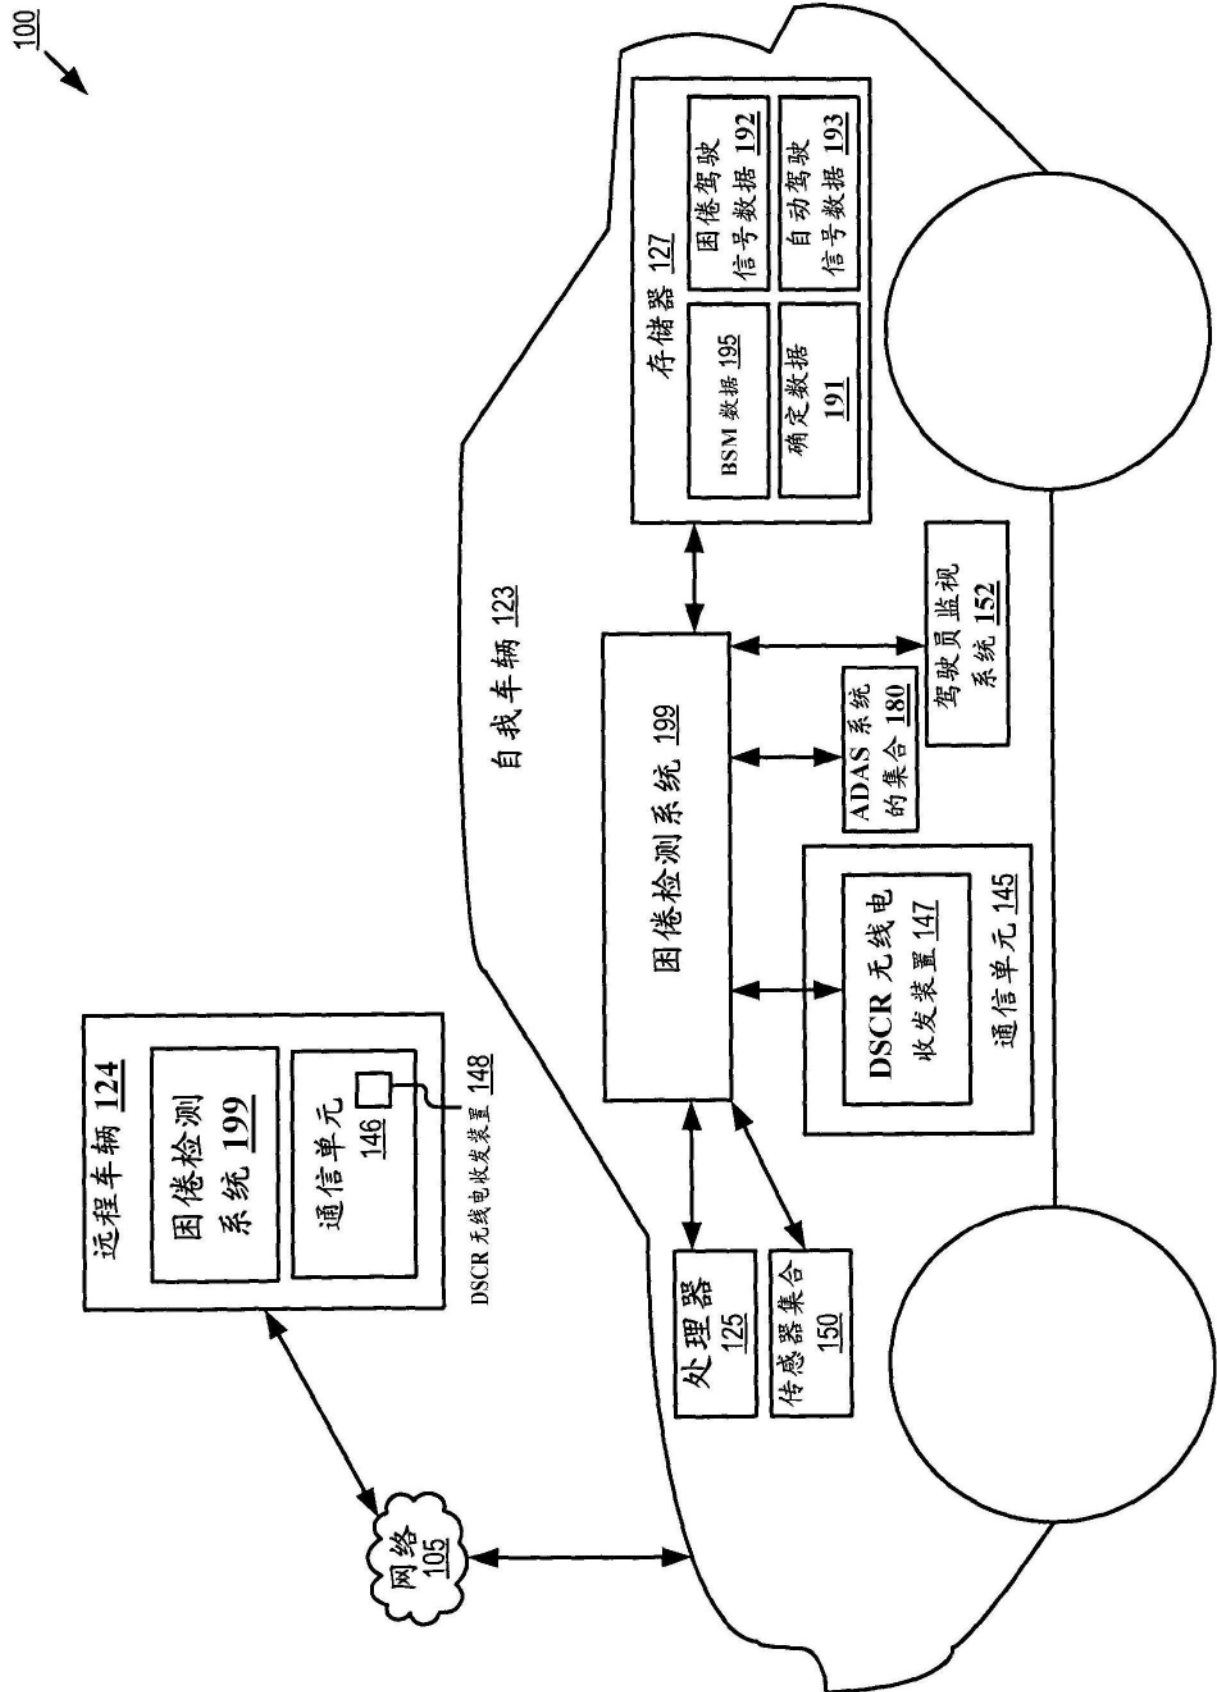 100
远程车辆 124
困倦检测
系统 199
通信单元
146
DSCR 无线电收发装置 148
网络
105
自我车辆 123
处理器
125
传感器集合
150
困倦检测系统 199
DSCR 无线电
收发装置 147
通信单元 145
ADAS 系统
的集合 180
驾驶员监视
系统 152
存储器 127
BSM 数据 195
困倦驾驶
信号数据 192
确定数据
191
自动驾驶
信号数据 193